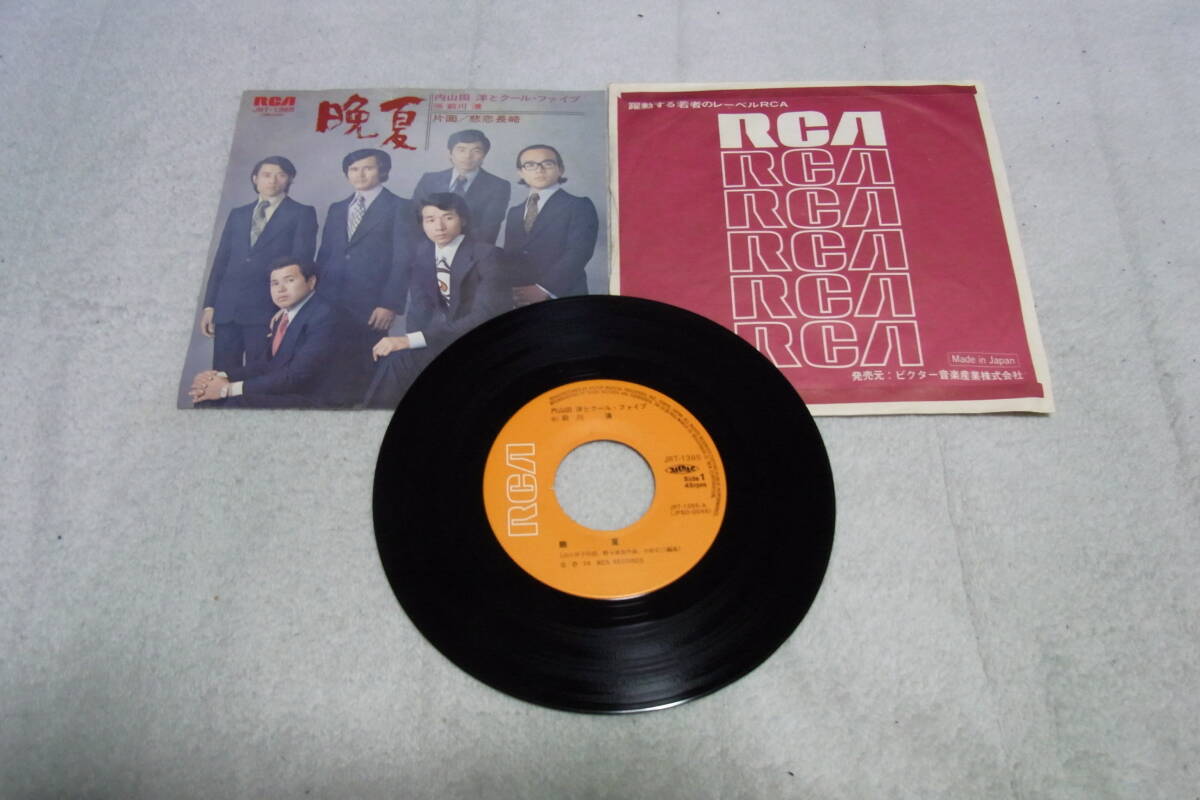 RCA
JRT-1365
晩夏
内山田 洋とクール・ファイブ
唄 前川 清
片面/悲恋長崎
躍動する若者のレーベルRCA
RCA
RCA
RCA
RCA
RCA
RCA
Made in Japan
発売元:ビクター音楽産業株式会社
内山田 洋とクール・ファイブ
唄 前川 清
RCA
JRT-1365
Side 1
45rpm
JRT-1365-A
晩 夏
RCA RECORDS